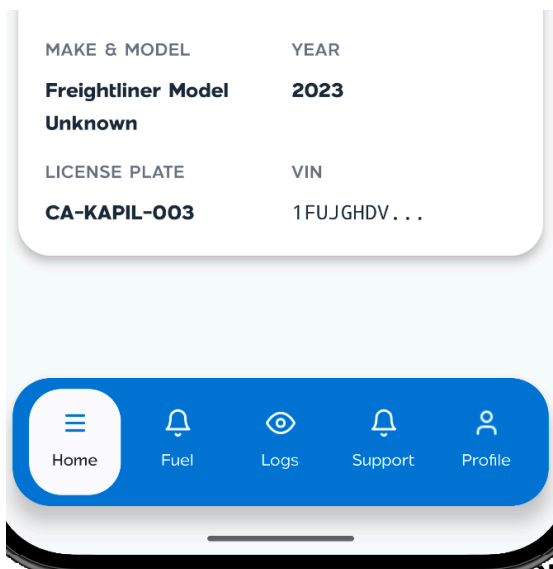 MAKE & MODEL
YEAR
Freightliner Model
Unknown
2023
LICENSE PLATE
VIN
CA-KAPIL-003
1FUJGHDV...
Home
Fuel
Logs
Support
Profile